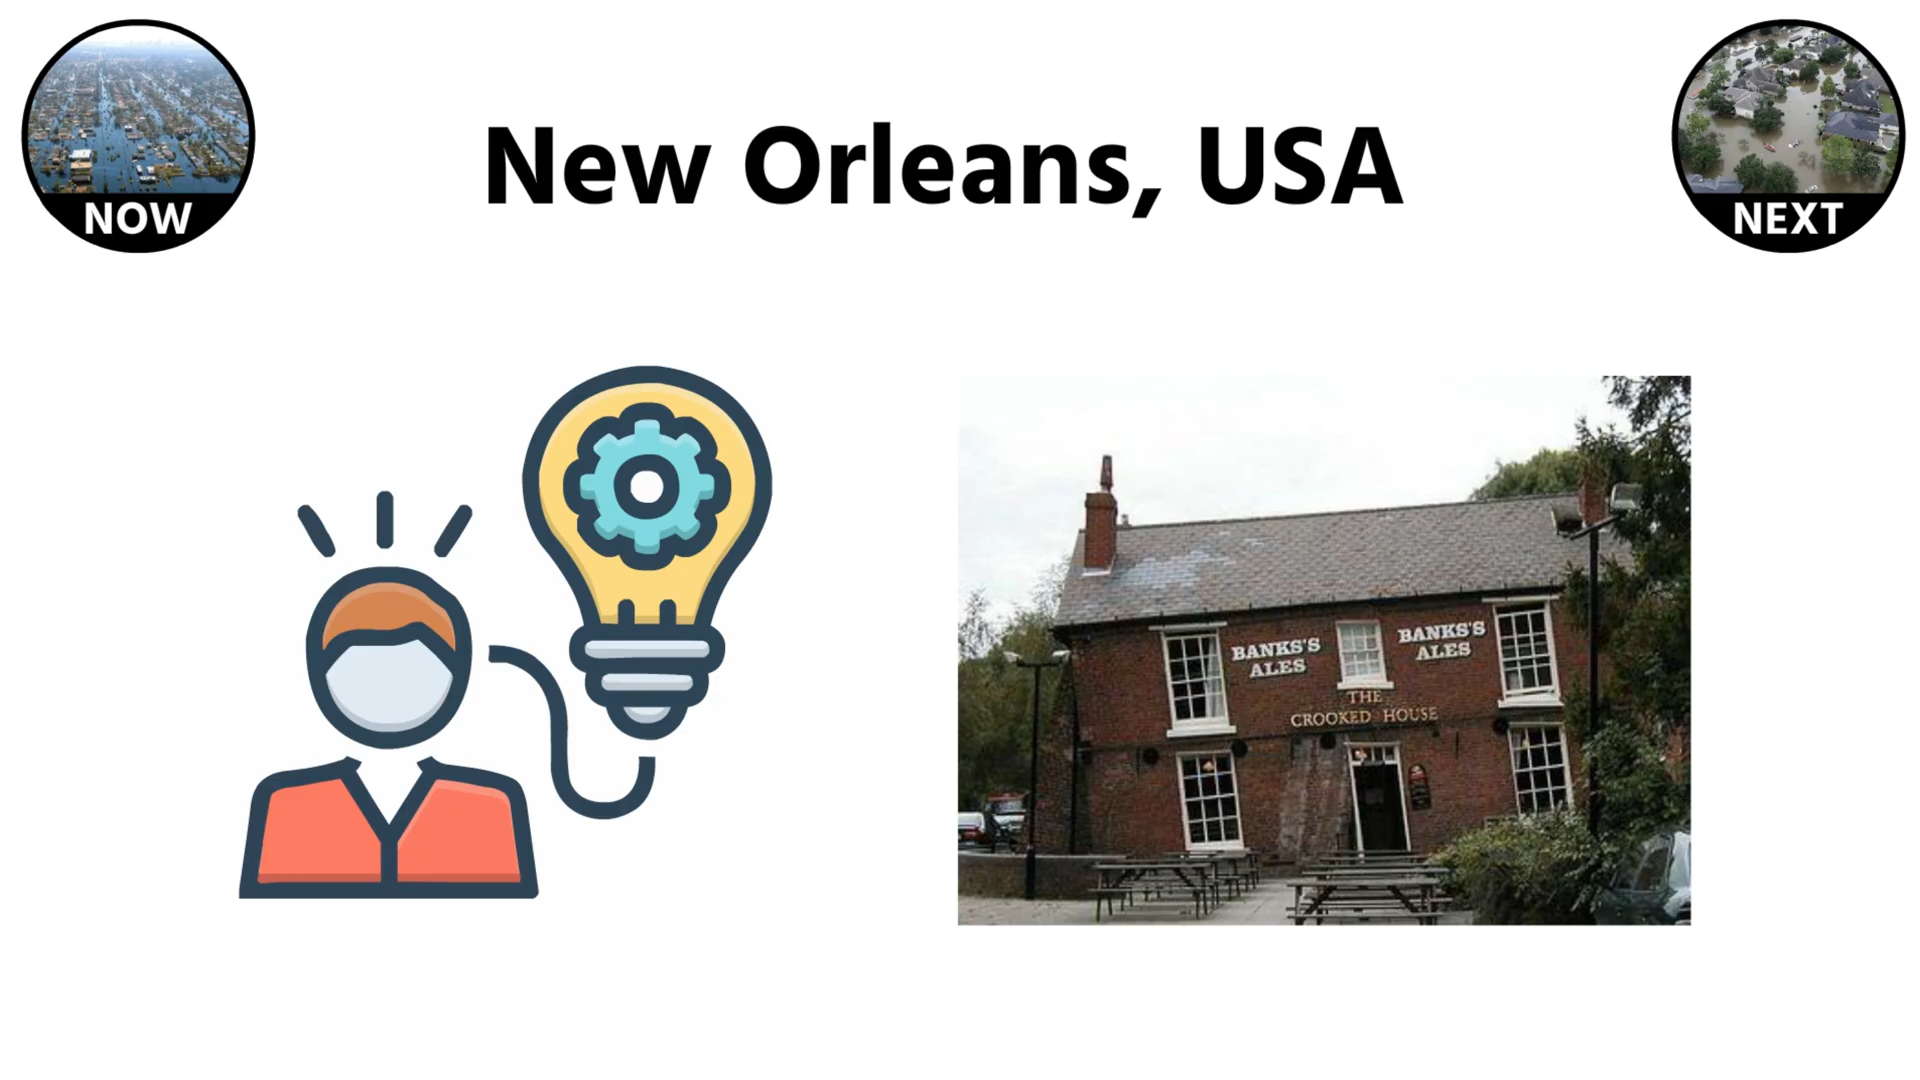 New Orleans, USA
NOW
NEXT
BANKS'S
ALES
BANKS'S
ALES
THE
CROOKED HOUSE